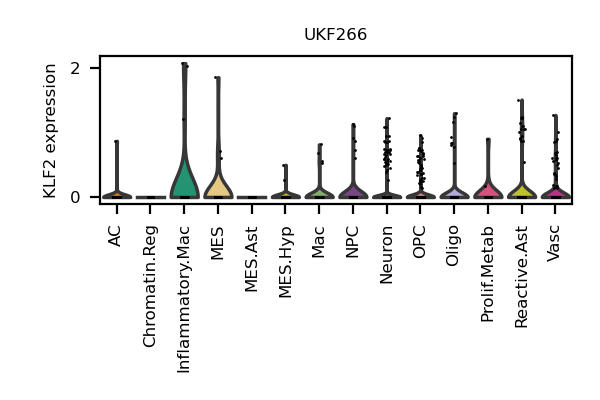 UKF266
KLF2 expression
2
0
AC
Chromatin.Reg
Inflammatory.Mac
MES
MES.Ast
MES.Hyp
Mac
NPC
Neuron
OPC
Oligo
Prolif.Metab
Reactive.Ast
Vasc